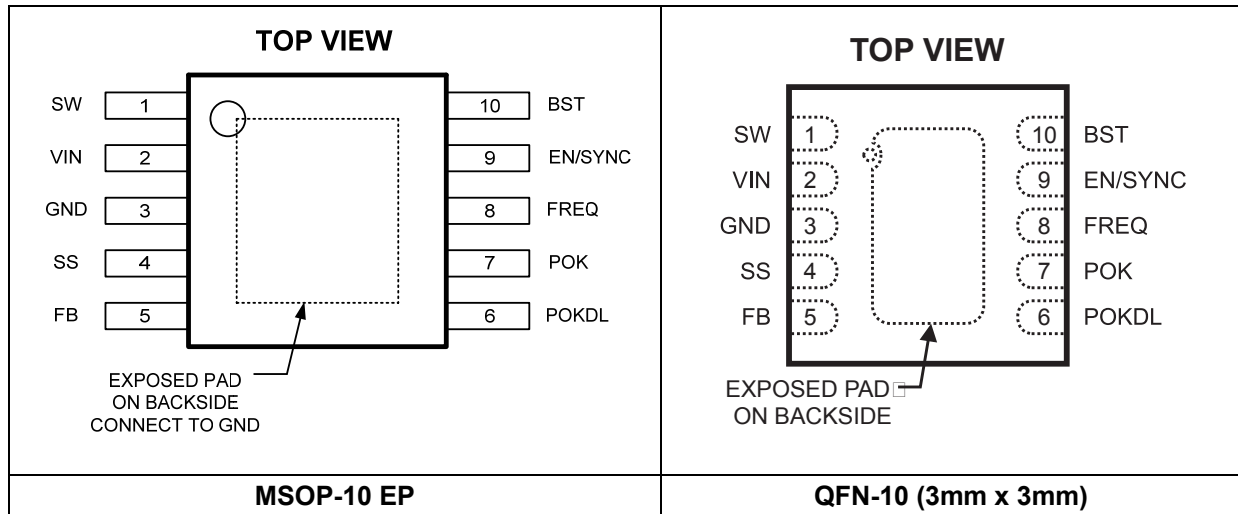 TOP VIEW
SW 1 10 BST
VIN 2 9 EN/SYNC
GND 3 8 FREQ
SS 4 7 POK
FB 5 6 POKDL
EXPOSED PAD
ON BACKSIDE
CONNECT TO GND
MSOP-10 EP
TOP VIEW
SW 1 10 BST
VIN 2 9 EN/SYNC
GND 3 8 FREQ
SS 4 7 POK
FB 5 6 POKDL
EXPOSED PAD
ON BACKSIDE
QFN-10 (3mm x 3mm)